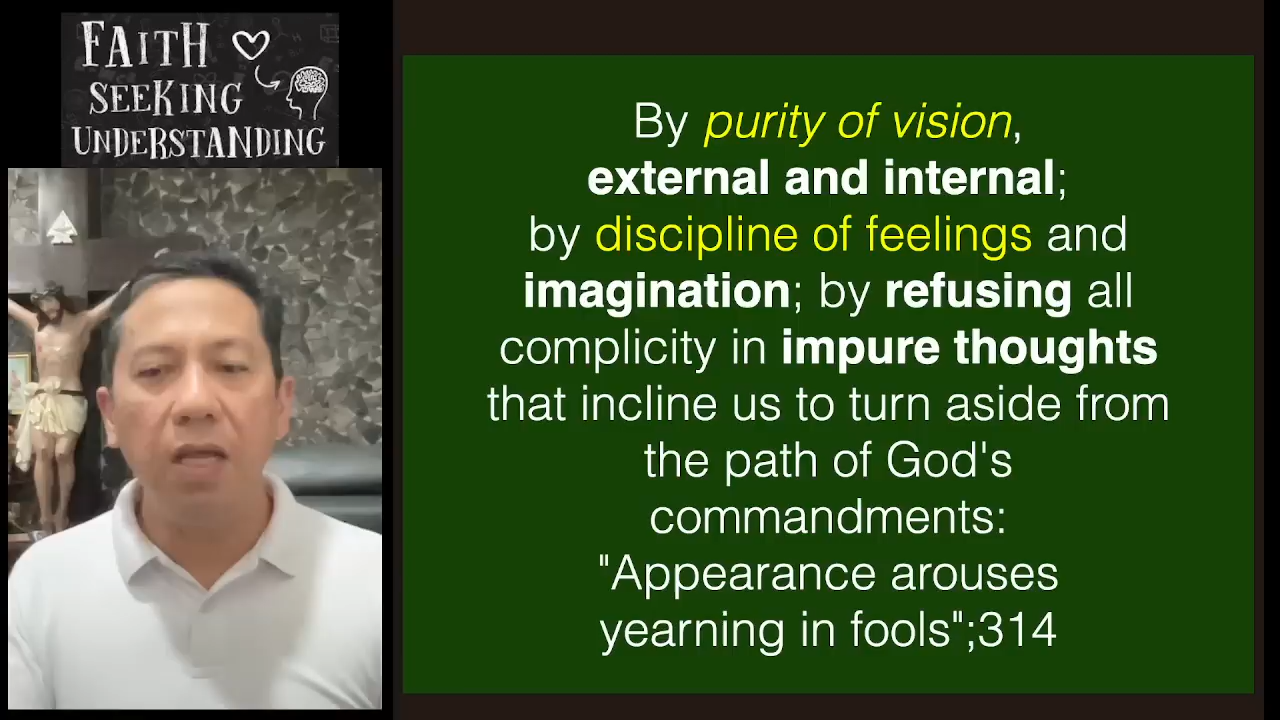 FAITH
SEEKING
UNDERSTANDING
By purity of vision,
external and internal;
by discipline of feelings and
imagination; by refusing all
complicity in impure thoughts
that incline us to turn aside from
the path of God's
commandments:
"Appearance arouses
yearning in fools";314